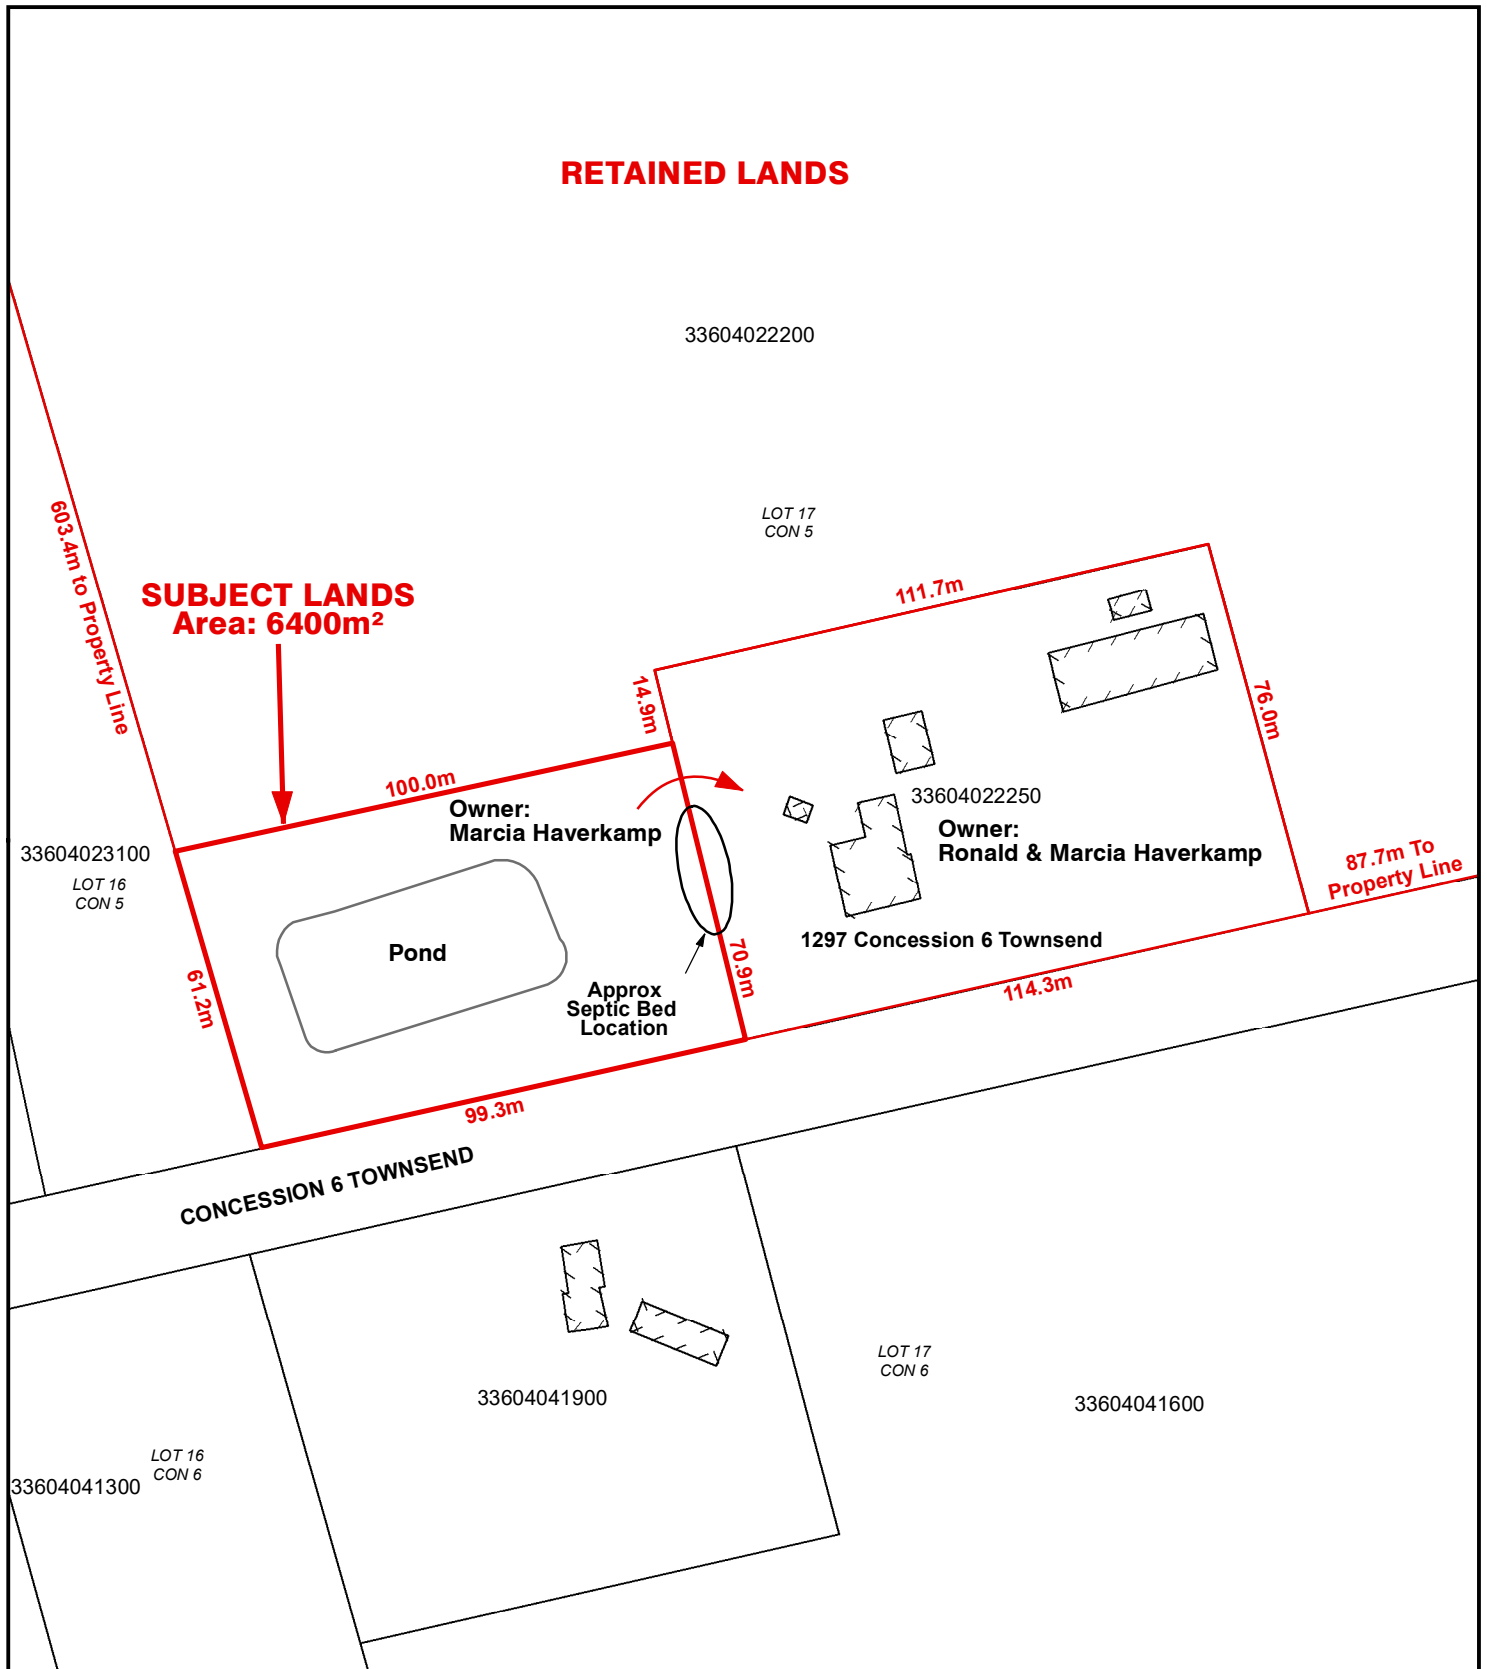 RETAINED LANDS
33604022200
LOT 17
CON 5
603.4m to Property Line
SUBJECT LANDS
Area: 6400m²
111.7m
14.9m
76.0m
100.0m
Owner:
Marcia Haverkamp
33604022250
Owner:
Ronald & Marcia Haverkamp
87.7m To
Property Line
33604023100
LOT 16
CON 5
Pond
1297 Concession 6 Townsend
61.2m
70.9m
Approx
Septic Bed
Location
114.3m
99.3m
CONCESSION 6 TOWNSEND
33604041900
LOT 17
CON 6
33604041600
LOT 16
CON 6
33604041300